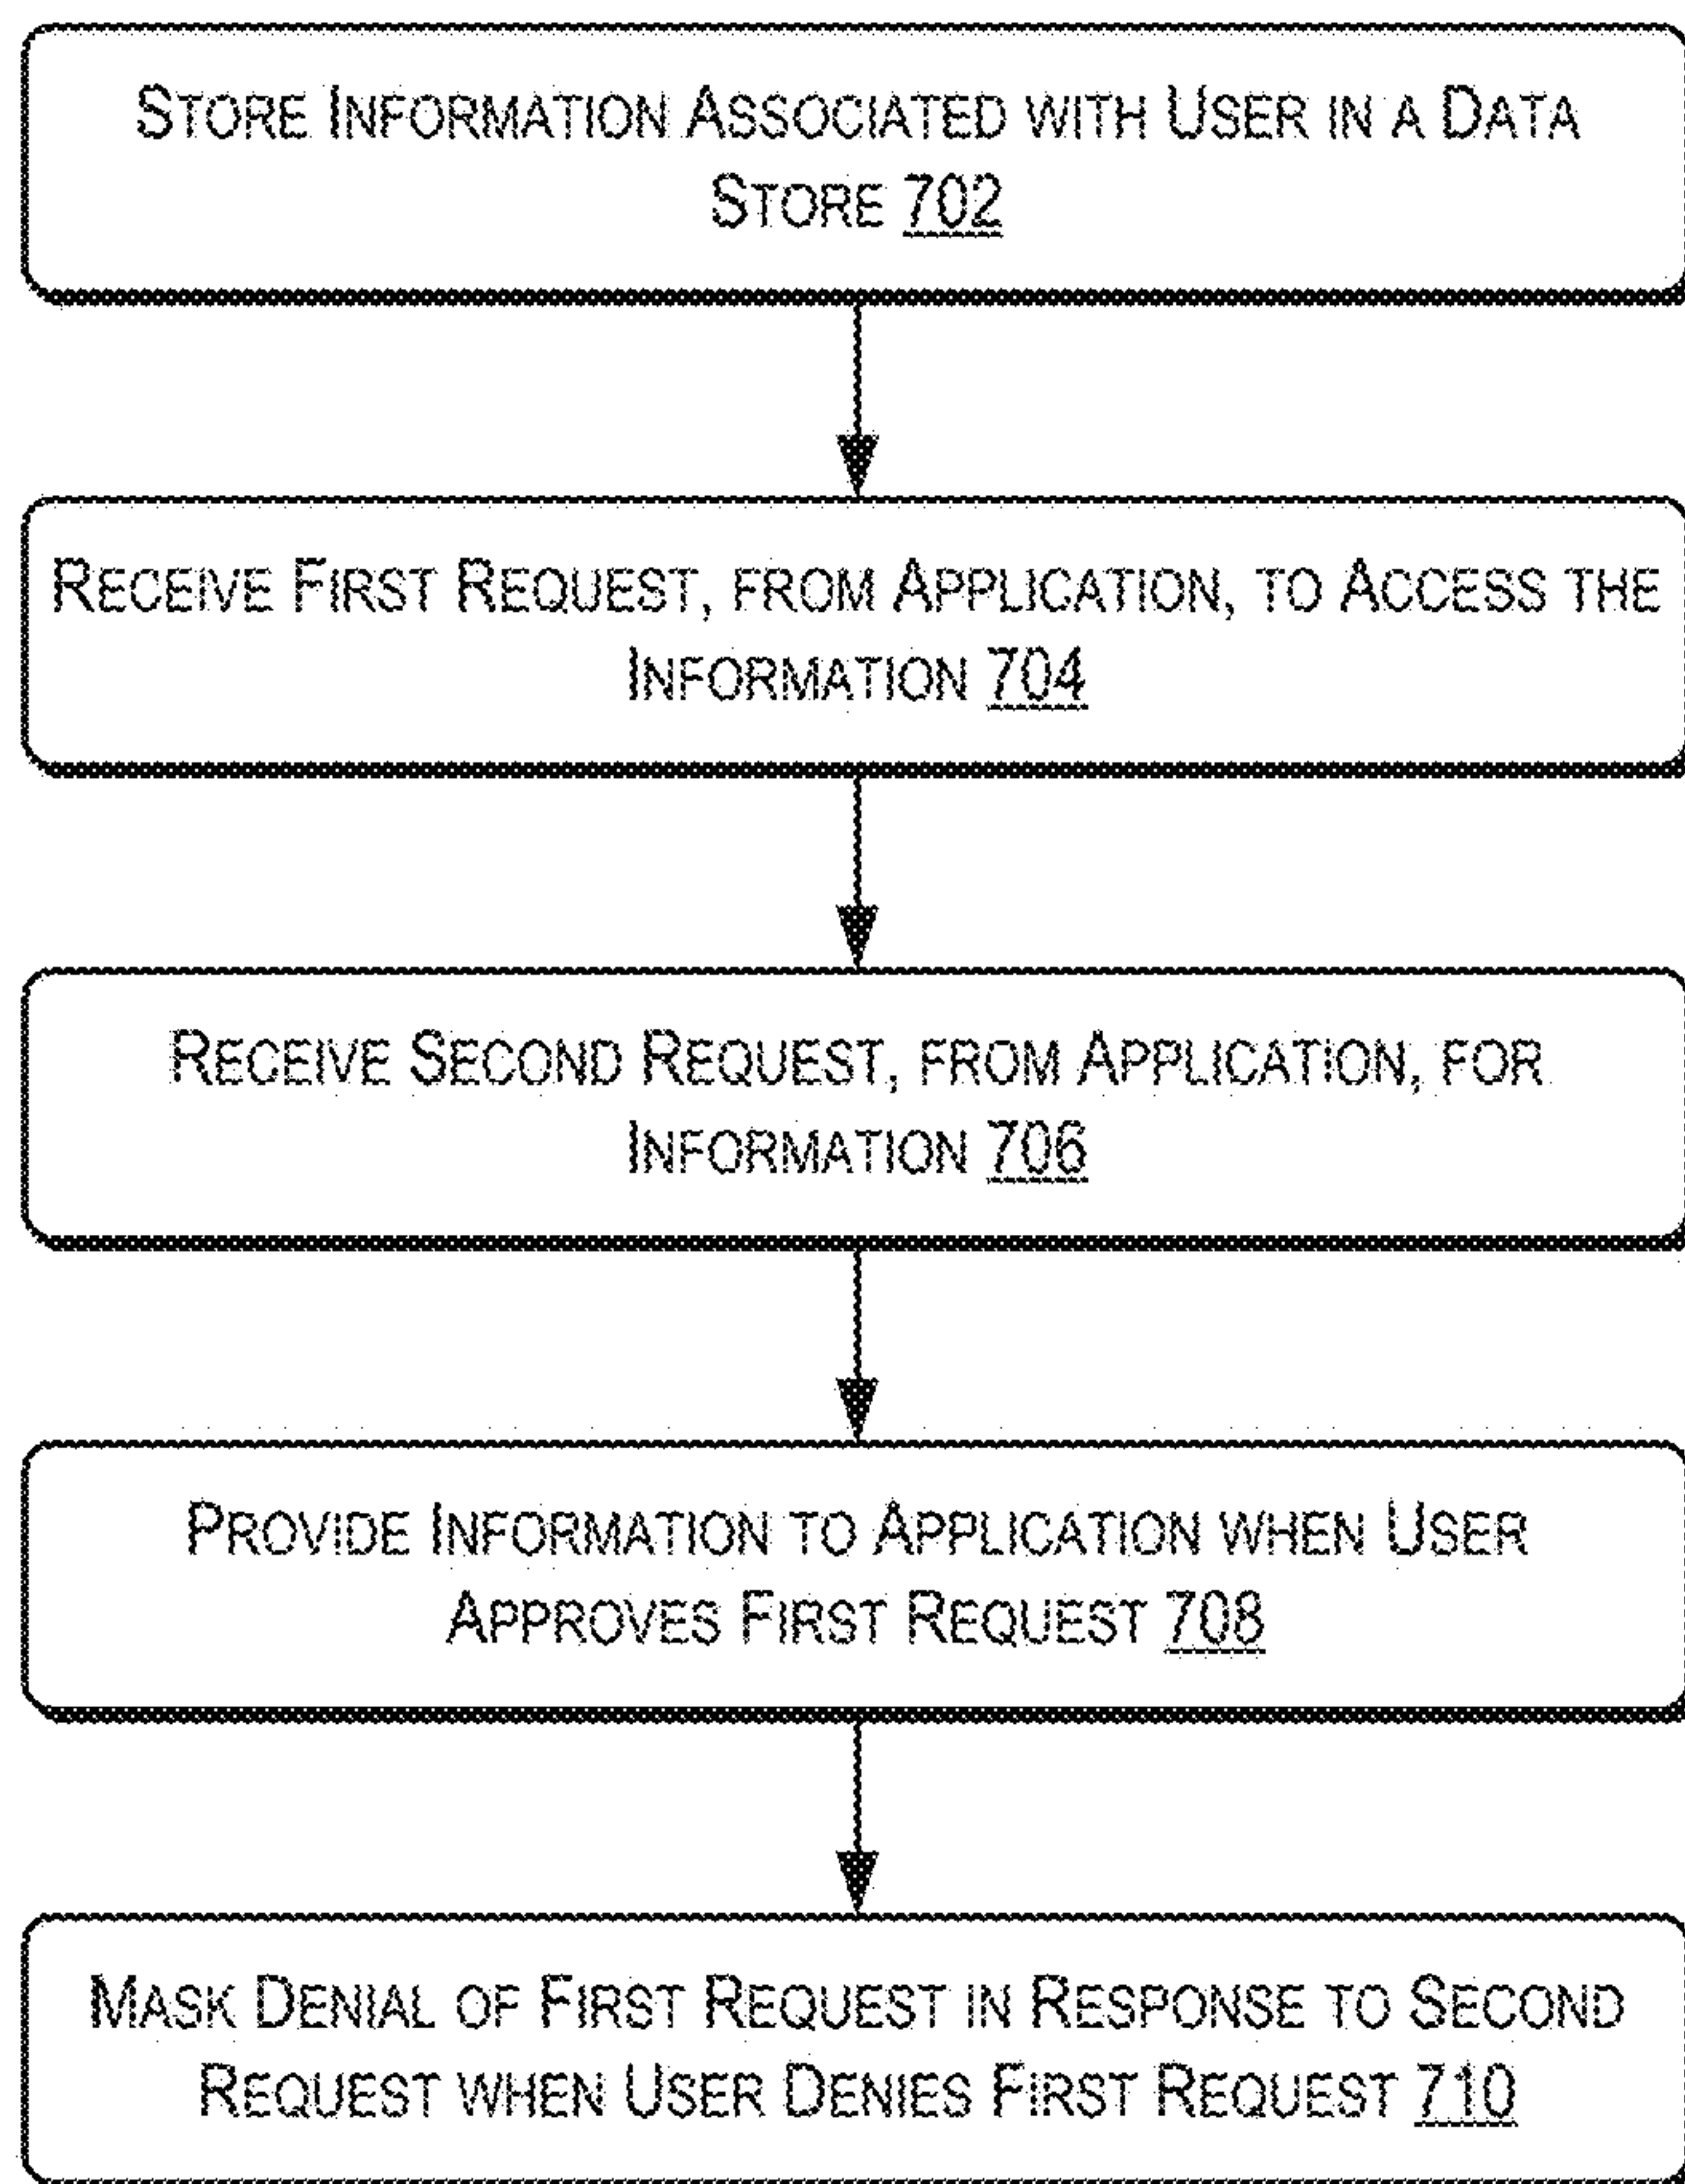 STORE INFORMATION ASSOCIATED WITH USER IN A DATA
STORE 702
RECEIVE FIRST REQUEST, FROM APPLICATION, TO ACCESS THE
INFORMATION 704
RECEIVE SECOND REQUEST, FROM APPLICATION, FOR
INFORMATION 706
PROVIDE INFORMATION TO APPLICATION WHEN USER
APPROVES FIRST REQUEST 708
MASK DENIAL OF FIRST REQUEST IN RESPONSE TO SECOND
REQUEST WHEN USER DENIES FIRST REQUEST 710